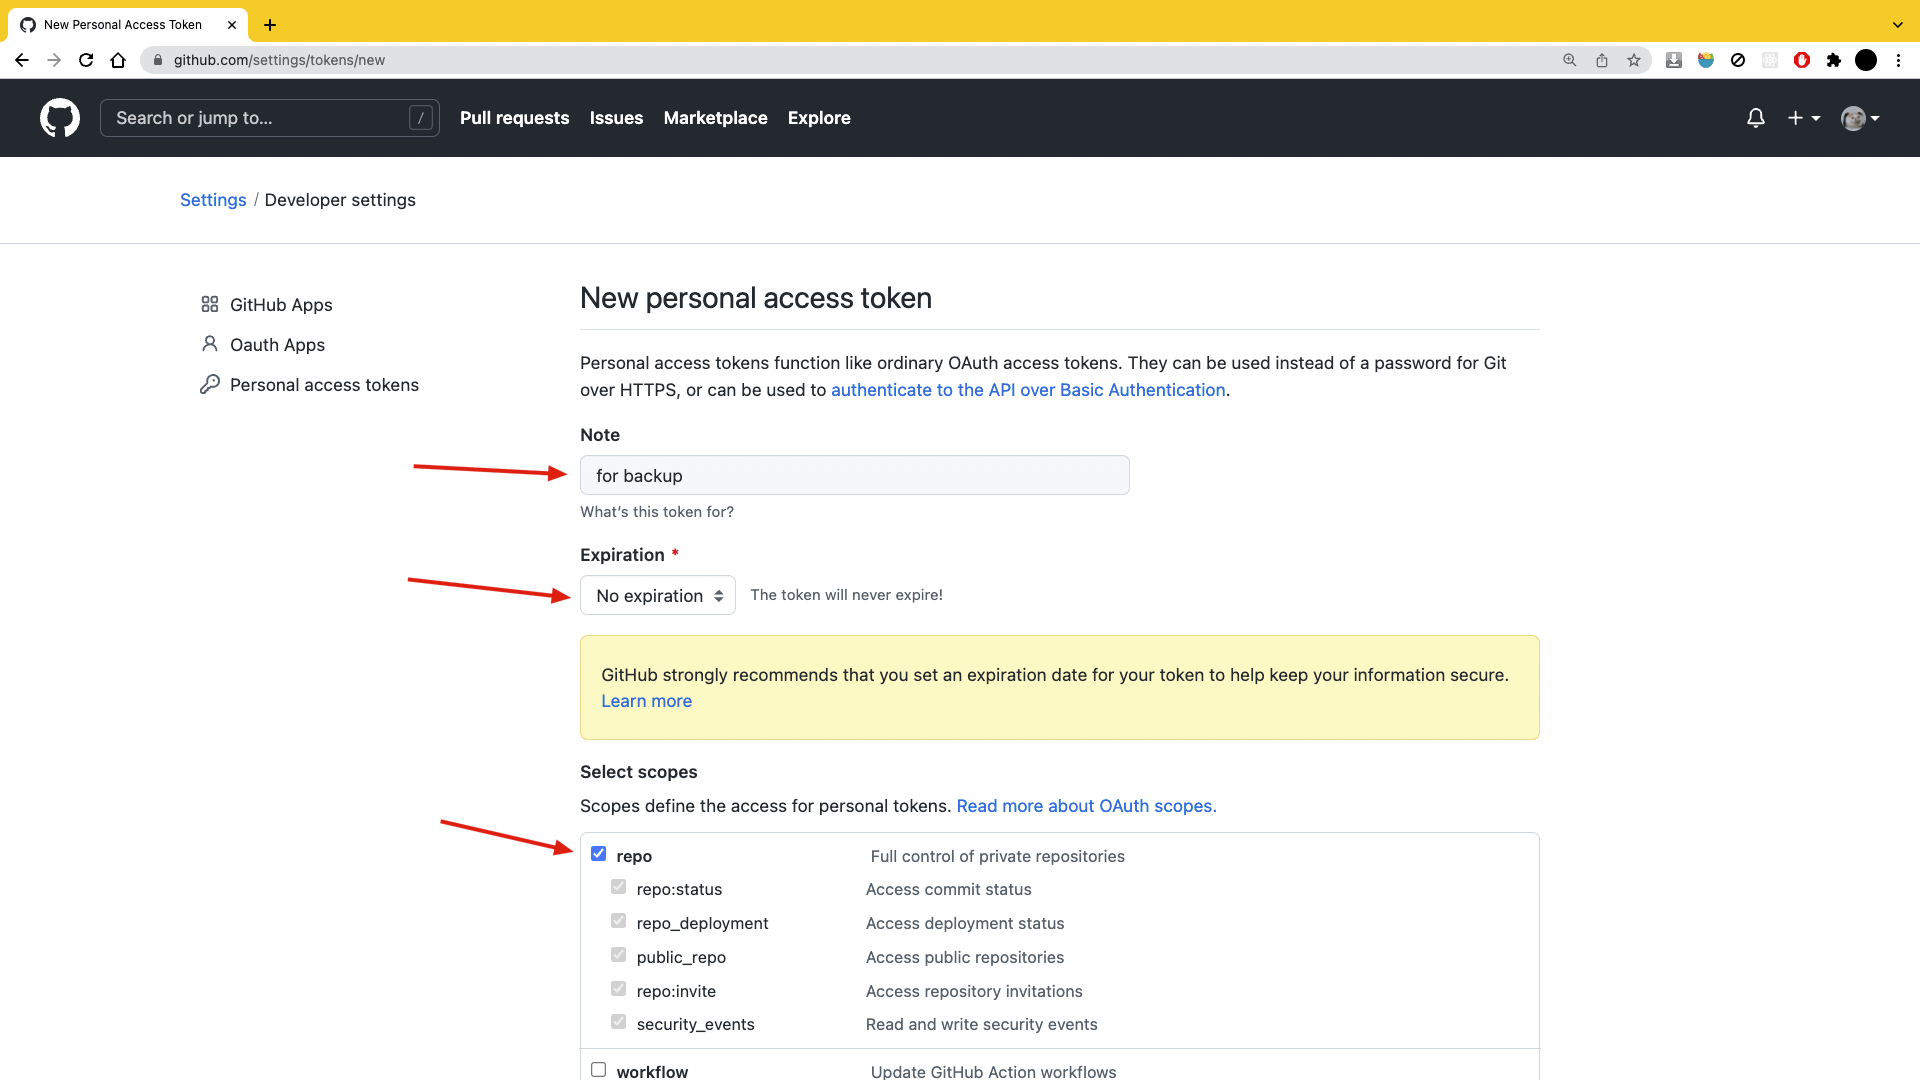 New Personal Access Token
github.com/settings/tokens/new
Search or jump to... /
Pull requests Issues Marketplace Explore
Settings / Developer settings
GitHub Apps
Oauth Apps
Personal access tokens
New personal access token
Personal access tokens function like ordinary OAuth access tokens. They can be used instead of a password for Git
over HTTPS, or can be used to authenticate to the API over Basic Authentication.
Note
for backup
What's this token for?
Expiration *
No expiration The token will never expire!
GitHub strongly recommends that you set an expiration date for your token to help keep your information secure.
Learn more
Select scopes
Scopes define the access for personal tokens. Read more about OAuth scopes.
repo Full control of private repositories
repo:status Access commit status
repo_deployment Access deployment status
public_repo Access public repositories
repo:invite Access repository invitations
security_events Read and write security events
workflow Update GitHub Action workflows